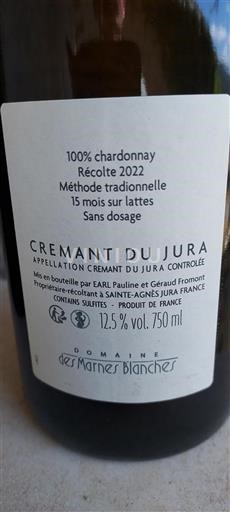 100% chardonnay
Récolte 2022
Méthode tradionnelle
15 mois sur lattes
Sans dosage
CREMANT DU JURA
APPELLATION CREMANT DU JURA CONTROLÉE
Mis en bouteille par EARL Pauline et Géraud Fromont
Propriétaire-récoltant à SAINTE-AGNÈS JURA FRANCE
CONTAINS SULFITES - PRODUIT DE FRANCE
12.5 % vol. 750 ml
DOMAINE
des Marnes Blanches